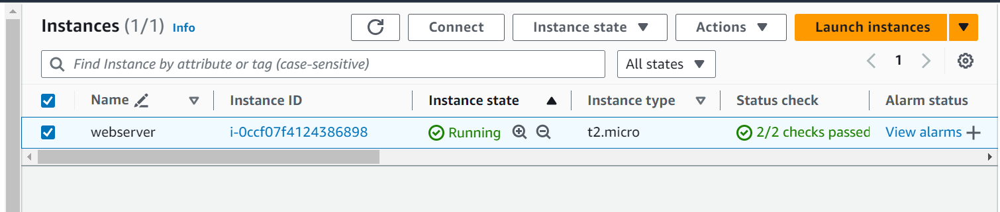 Instances (1/1) Info Connect Instance state Actions Launch instances
Find Instance by attribute or tag (case-sensitive) All states 1
Name Instance ID Instance state Instance type Status check Alarm status
webserver i-0ccf07f4124386898 Running t2.micro 2/2 checks passed View alarms